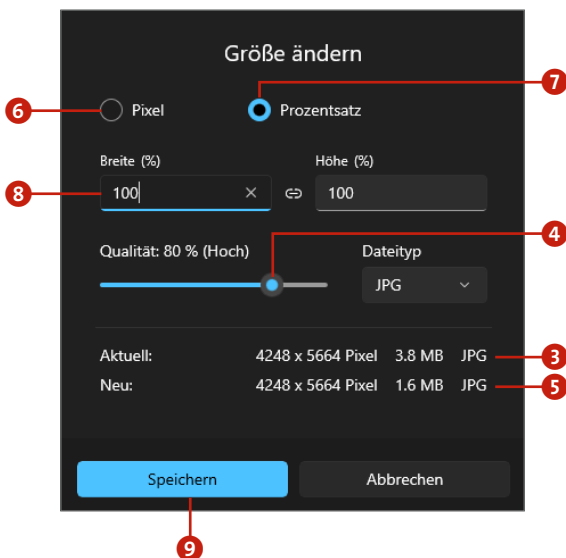 Größe ändern
7
6 Pixel Prozentsatz
Breite (%) Höhe (%)
8 100 100
4
Qualität: 80 % (Hoch) Dateityp
JPG
Aktuell: 4248 x 5664 Pixel 3.8 MB JPG 3
Neu: 4248 x 5664 Pixel 1.6 MB JPG 5
Speichern Abbrechen
9